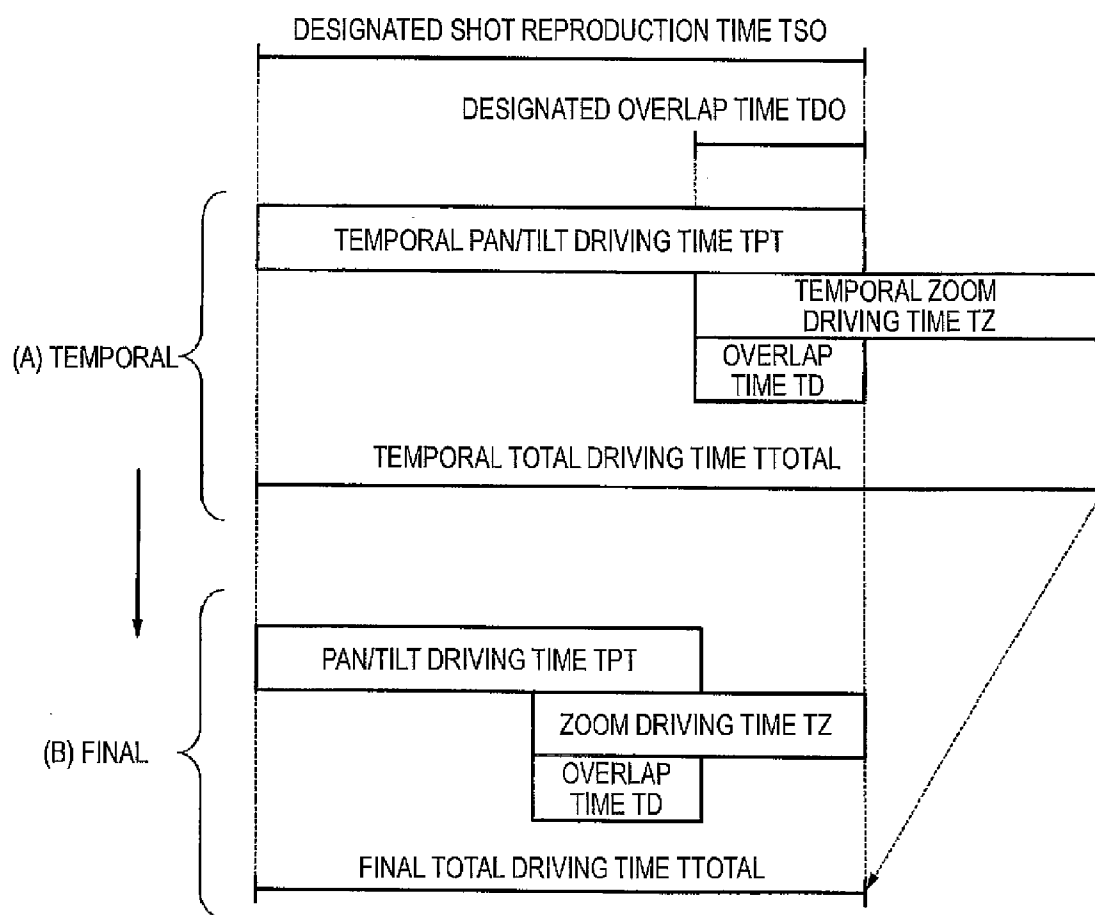 DESIGNATED SHOT REPRODUCTION TIME TSO
DESIGNATED OVERLAP TIME TDO
TEMPORAL PAN/TILT DRIVING TIME TPT
TEMPORAL ZOOM
DRIVING TIME TZ
(A) TEMPORAL
OVERLAP
TIME TD
TEMPORAL TOTAL DRIVING TIME TTOTAL
PAN/TILT DRIVING TIME TPT
ZOOM DRIVING TIME TZ
(B) FINAL
OVERLAP
TIME TD
FINAL TOTAL DRIVING TIME TTOTAL